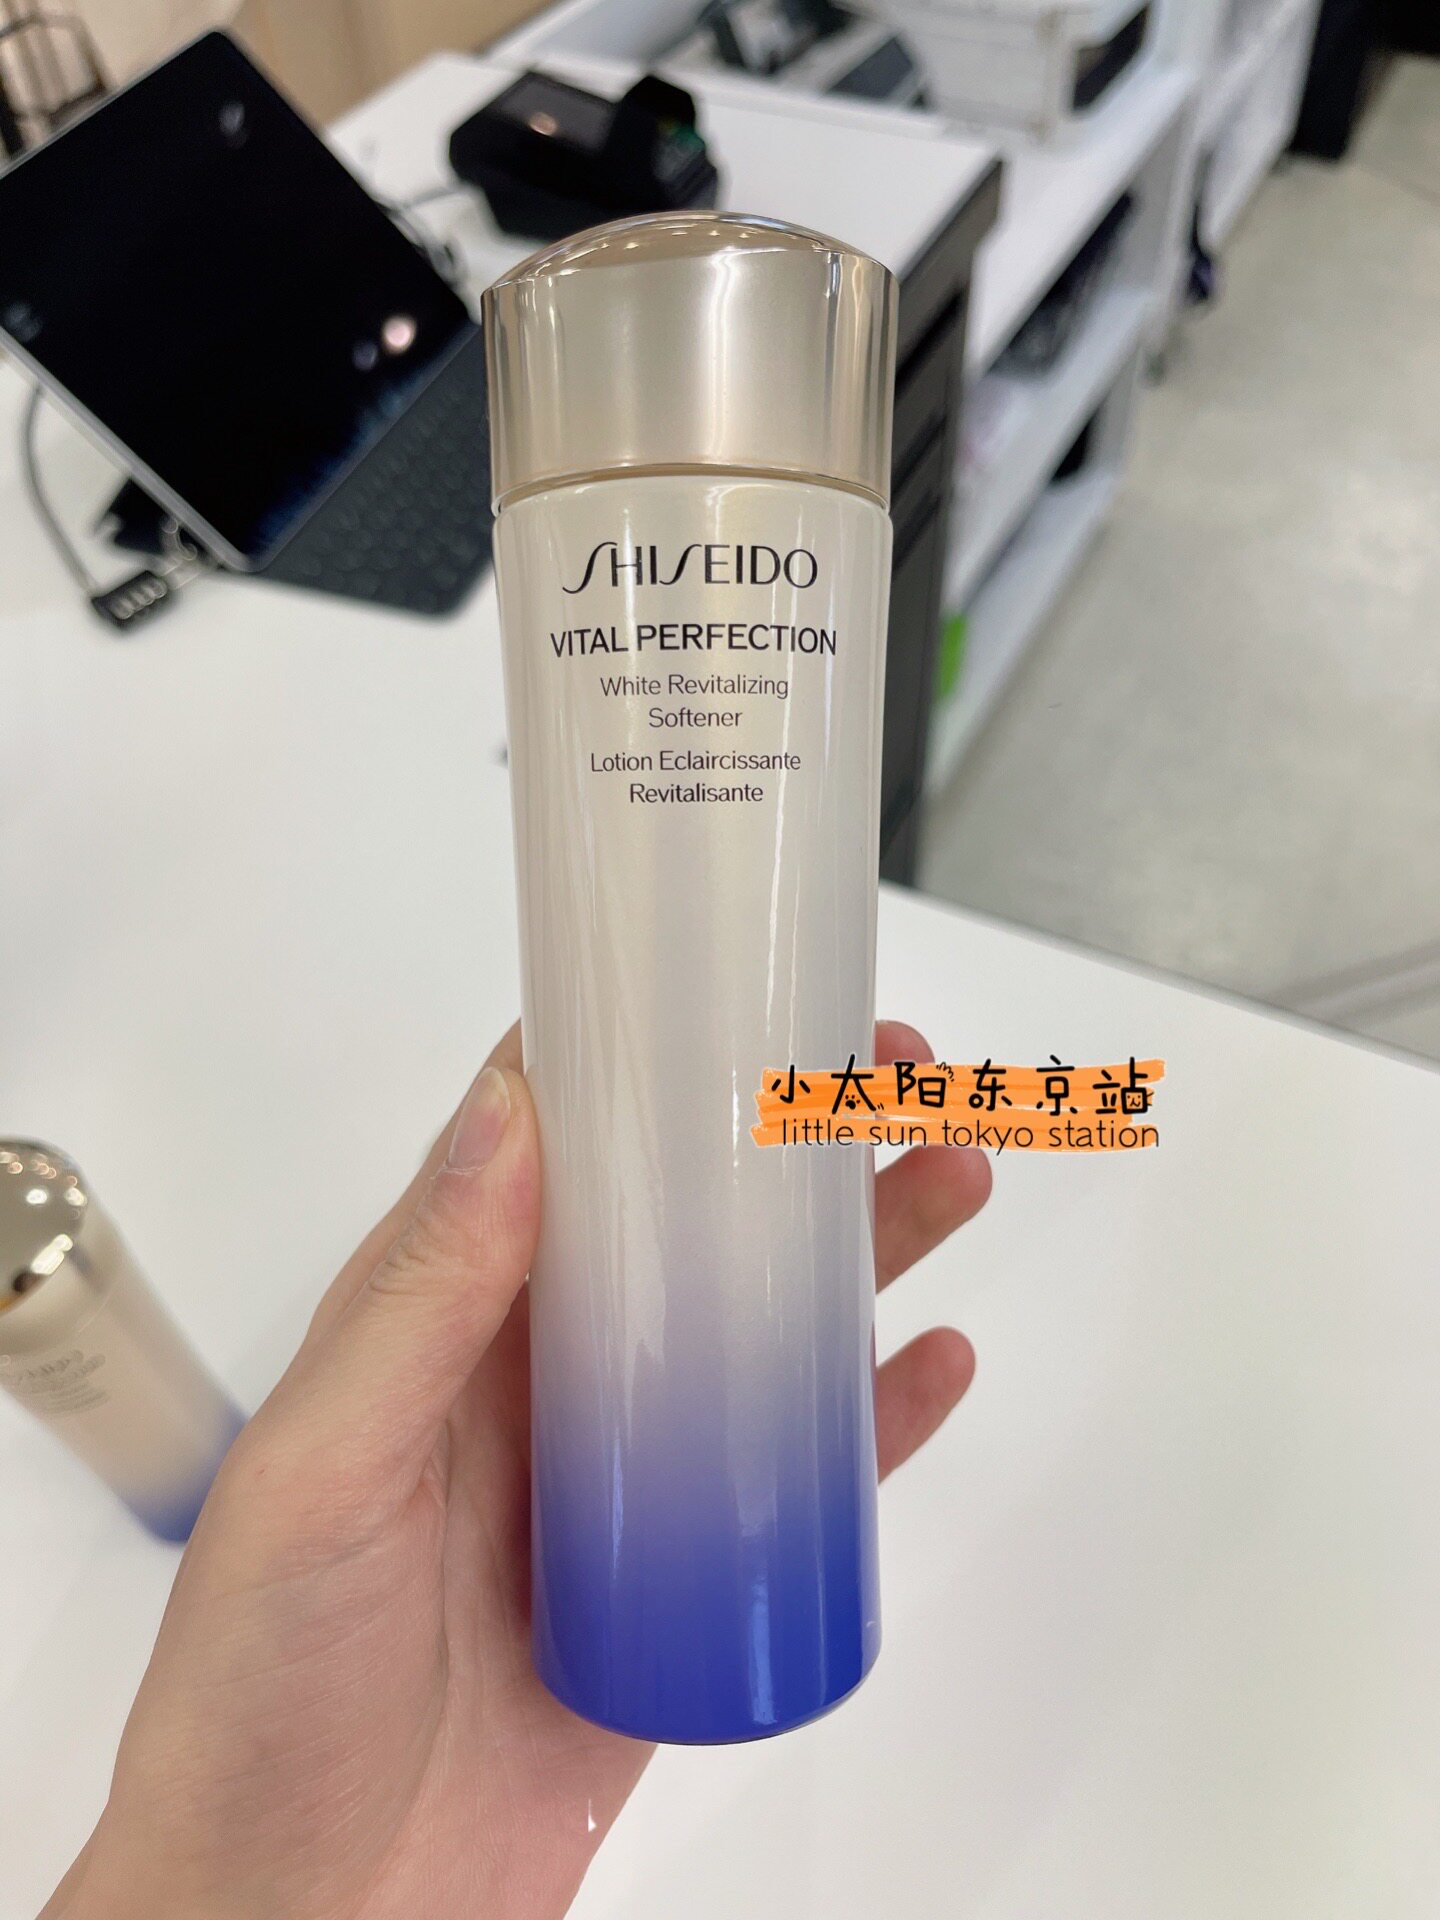 SHISEIDO
VITAL PERFECTION
White Revitalizing
Softener
Lotion Eclaircissante
Revitalisante
小太阳东京站
little sun tokyo station